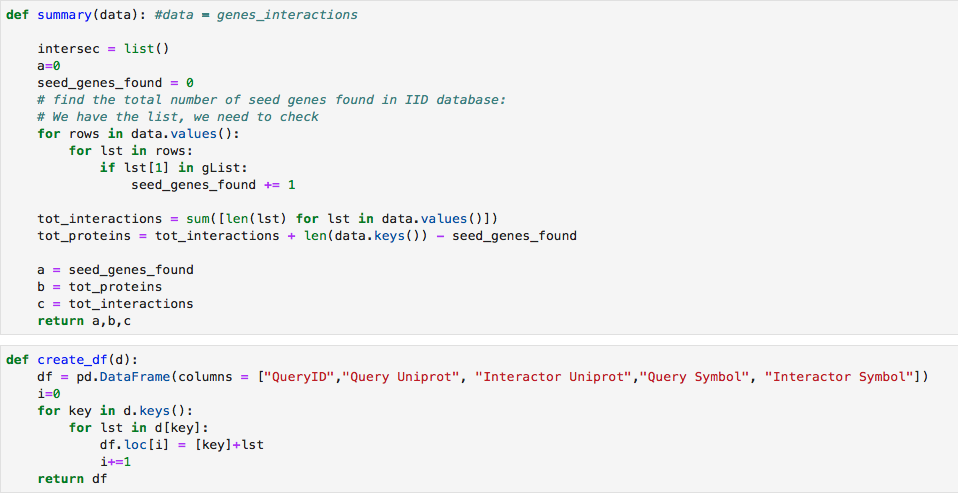 def summary(data): #data = genes_interactions
    intersec = list()
    a=0
    seed_genes_found = 0
    # find the total number of seed genes found in IID database:
    # We have the list, we need to check
    for rows in data.values():
        for lst in rows:
            if lst[1] in gList:
                seed_genes_found += 1
    tot_interactions = sum([len(lst) for lst in data.values()])
    tot_proteins = tot_interactions + len(data.keys()) - seed_genes_found
    a = seed_genes_found
    b = tot_proteins
    c = tot_interactions
    return a,b,c
def create_df(d):
    df = pd.DataFrame(columns = ["QueryID","Query Uniprot", "Interactor Uniprot","Query Symbol", "Interactor Symbol"])
    i=0
    for key in d.keys():
        for lst in d[key]:
            df.loc[i] = [key]+lst
            i+=1
    return df